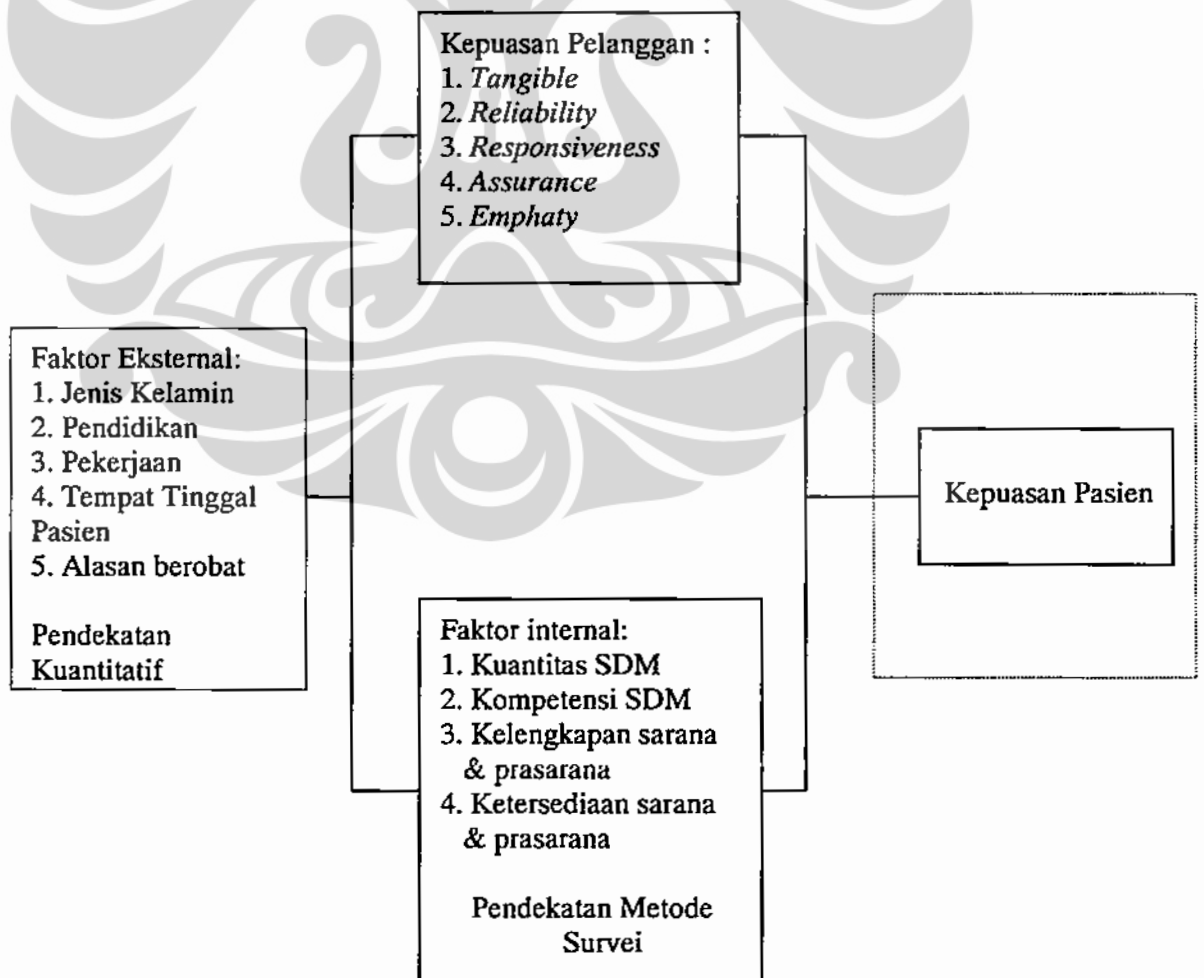 Kepuasan Pelanggan :
1. Tangible
2. Reliability
3. Responsiveness
4. Assurance
5. Emphaty
Faktor Eksternal:
1. Jenis Kelamin
2. Pendidikan
3. Pekerjaan
4. Tempat Tinggal
Pasien
5. Alasan berobat
Pendekatan
Kuantitatif
Faktor internal:
1. Kuantitas SDM
2. Kompetensi SDM
3. Kelengkapan sarana
& prasarana
4. Ketersediaan sarana
& prasarana
Pendekatan Metode
Survei
Kepuasan Pasien